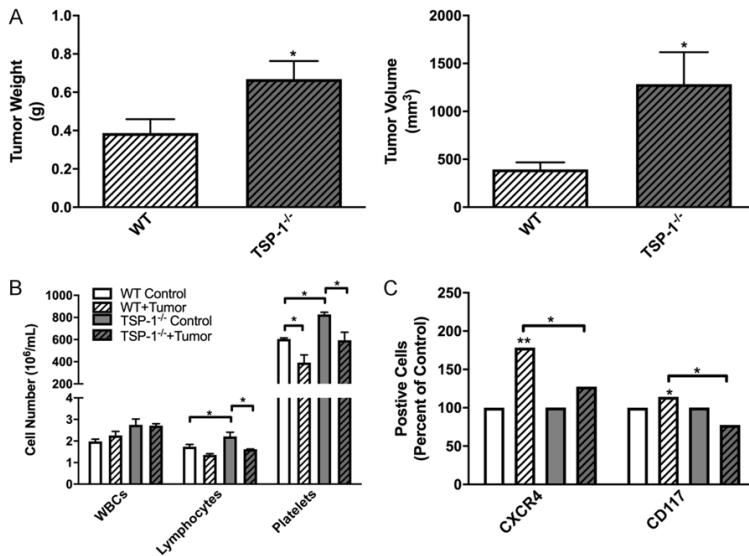 A
Tumor Weight
(g)
1.0
0.8
0.6
0.4
0.2
0.0
*
WT
TSP-1-/-
Tumor Volume
(mm3)
2000
1500
1000
500
0
*
WT
TSP-1-/-
B
Cell Number (106/mL)
1000
800
600
400
200
4
3
2
1
0
WT Control
WT+Tumor
TSP-1-/- Control
TSP-1-/-+Tumor
*
*
*
*
*
WBCs
Lymphocytes
Platelets
C
Postive Cells
(Percent of Control)
250
200
150
100
50
0
**
*
*
*
CXCR4
CD117